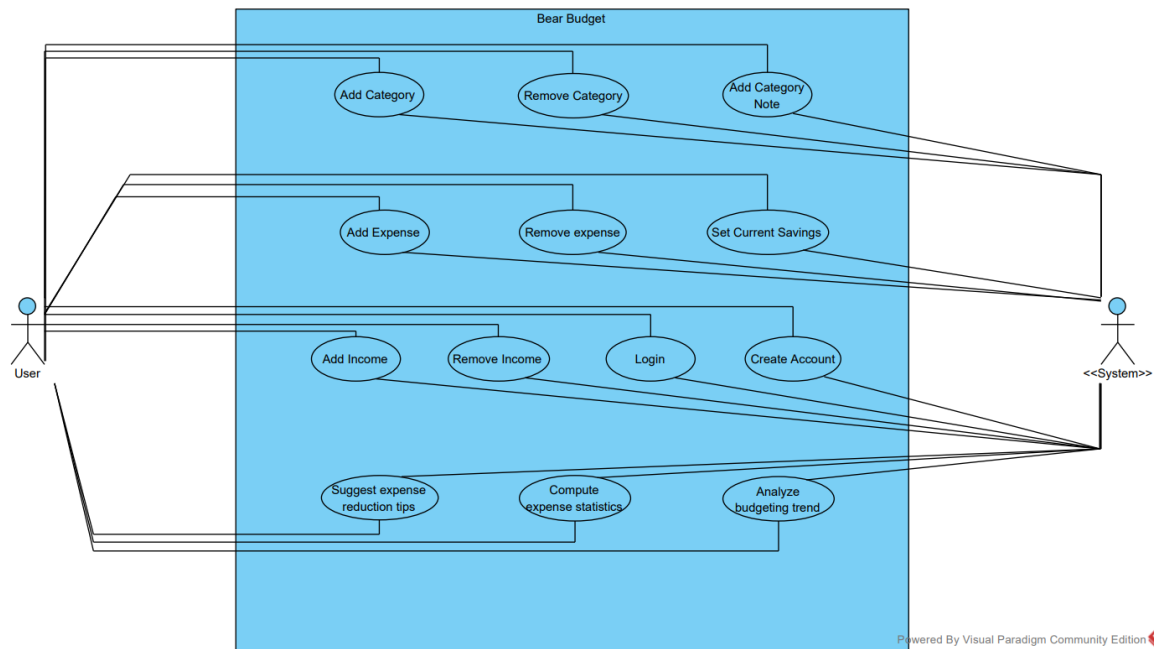 Bear Budget
Add Category
Remove Category
Add Category
Note
Add Expense
Remove expense
Set Current Savings
User
Add Income
Remove Income
Login
Create Account
<<System>>
Suggest expense
reduction tips
Compute
expense statistics
Analyze
budgeting trend
Powered By Visual Paradigm Community Edition